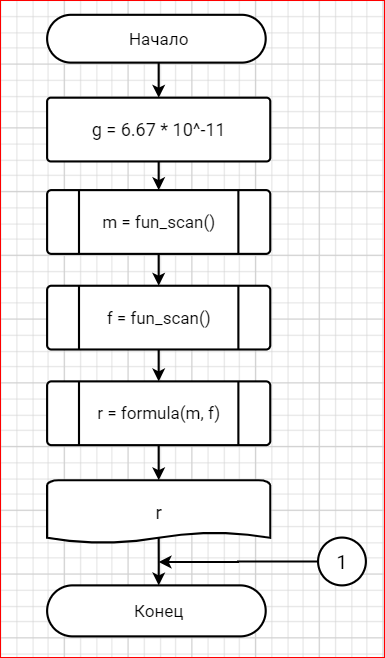 Начало
g = 6.67 * 10^-11
m = fun_scan()
f = fun_scan()
r = formula(m, f)
r
1
Конец